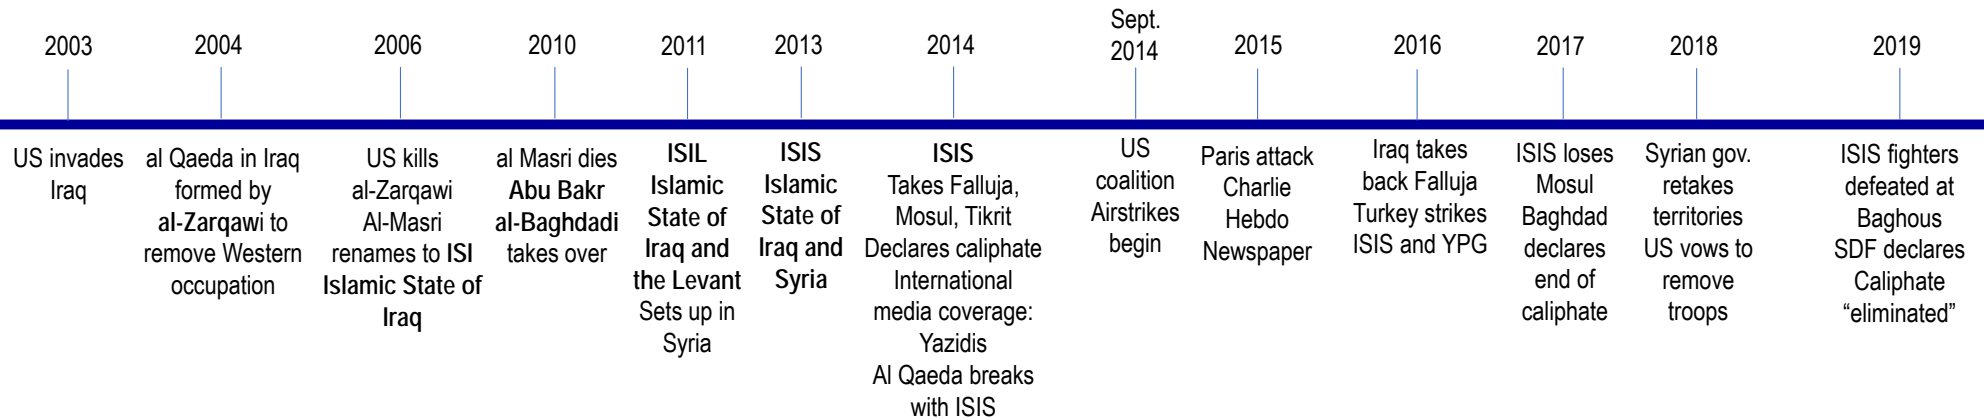 2003
US invades
Iraq
2004
al Qaeda in Iraq
formed by
al-Zarqawi to
remove Western
occupation
2006
US kills
al-Zarqawi
Al-Masri
renames to ISI
Islamic State of
Iraq
2010
al Masri dies
Abu Bakr
al-Baghdadi
takes over
2011
ISIL
Islamic
State of
Iraq and
the Levant
Sets up in
Syria
2013
ISIS
Islamic
State of
Iraq and
Syria
2014
ISIS
Takes Falluja,
Mosul, Tikrit
Declares caliphate
International
media coverage:
Yazidis
Al Qaeda breaks
with ISIS
Sept.
2014
US
coalition
Airstrikes
begin
2015
Paris attack
Charlie
Hebdo
Newspaper
2016
Iraq takes
back Falluja
Turkey strikes
ISIS and YPG
2017
ISIS loses
Mosul
Baghdad
declares
end of
caliphate
2018
Syrian gov.
retakes
territories
US vows to
remove
troops
2019
ISIS fighters
defeated at
Baghous
SDF declares
Caliphate
“eliminated”